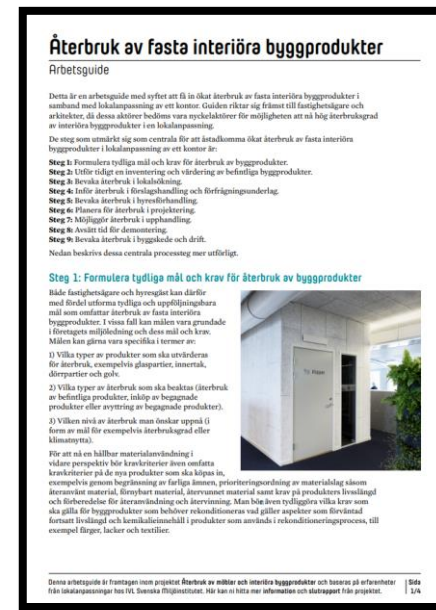 Återbruk av fasta interiöra byggprodukter
Arbetsguide
Detta är en arbetsguide med syftet att få in ökat återbruk av fasta interiöra byggprodukter i
samband med lokalanpassning av ett kontor. Guiden riktar sig främst till fastighetsägare och
arkitekter, då dessa aktörer bedöms vara nyckelaktörer för möjligheten att nå hög återbruksgrad
av interiöra byggprodukter i en lokalanpassning.
De steg som utmärkt sig som centrala för att åstadkomma ökat återbruk av fasta interiöra
byggprodukter i lokalanpassning av ett kontor är:
Steg 1: Formulera tydliga mål och krav för återbruk av byggprodukter.
Steg 2: Utför tidigt en inventering och värdering av befintliga byggprodukter.
Steg 3: Bevaka återbruk i lokalsökning.
Steg 4: Inför återbruk i förslagshandling och förfrågningsunderlag.
Steg 5: Bevaka återbruk i hyresförhandling.
Steg 6: Planera för återbruk i projektering.
Steg 7: Möjliggör återbruk i upphandling.
Steg 8: Avsätt tid för demontering.
Steg 9: Bevaka återbruk i byggskede och drift.
Nedan beskrivs dessa centrala processteg mer utförligt.
Steg 1: Formulera tydliga mål och krav för återbruk av byggprodukter
Både fastighetsägare och hyresgäst kan därför
med fördel utforma tydliga och uppföljningsbara
mål som omfattar återbruk av fasta interiöra
byggprodukter. I vissa fall kan målen vara grundade
i företagets miljöledning och dess mål och krav.
Målen kan gärna vara specifika i termer av:
1) Vilka typer av produkter som ska utvärderas
för återbruk, exempelvis glaspartier, innertak,
dörrpartier och golv.
2) Vilka typer av återbruk som ska beaktas (återbruk
av befintliga produkter, inköp av begagnade
produkter eller avyttring av begagnade produkter).
3) Vilken nivå av återbruk man önskar uppnå (i
form av mål för exempelvis återbruksgrad eller
klimatnytta).
För att nå en hållbar materialanvändning i
vidare perspektiv bör kravkriterier även omfatta
kravkriterier på de nya produkter som ska köpas in,
exempelvis genom begränsning av farliga ämnen, prioriteringsordning av materialslag såsom
återanvänt material, förnybart material, återvunnet material samt krav på produkters livslängd
och förberedelse för återanvändning och återvinning. Man bör även tydliggöra vilka krav som
ska gälla för byggprodukter som behöver rekonditioneras vad gäller aspekter som förväntad
fortsatt livslängd och kemikalieinnehåll i produkter som används i rekonditioneringsprocess, till
exempel färger, lacker och textilier.
Denna arbetsguide är framtagen inom projektet Återbruk av möbler och interiöra byggprodukter och baseras på erfarenheter
från lokalanpassningar hos IVL Svenska Miljöinstitutet. Här kan ni hitta mer information och slutrapport från projektet.
Sida
1/4